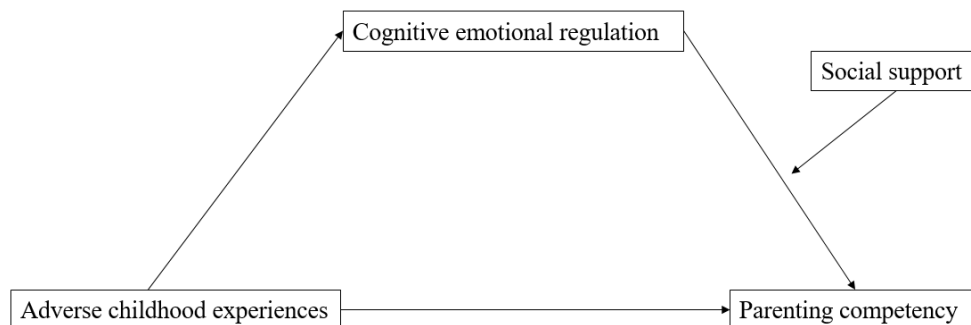 Cognitive emotional regulation
Social support
Adverse childhood experiences
Parenting competency